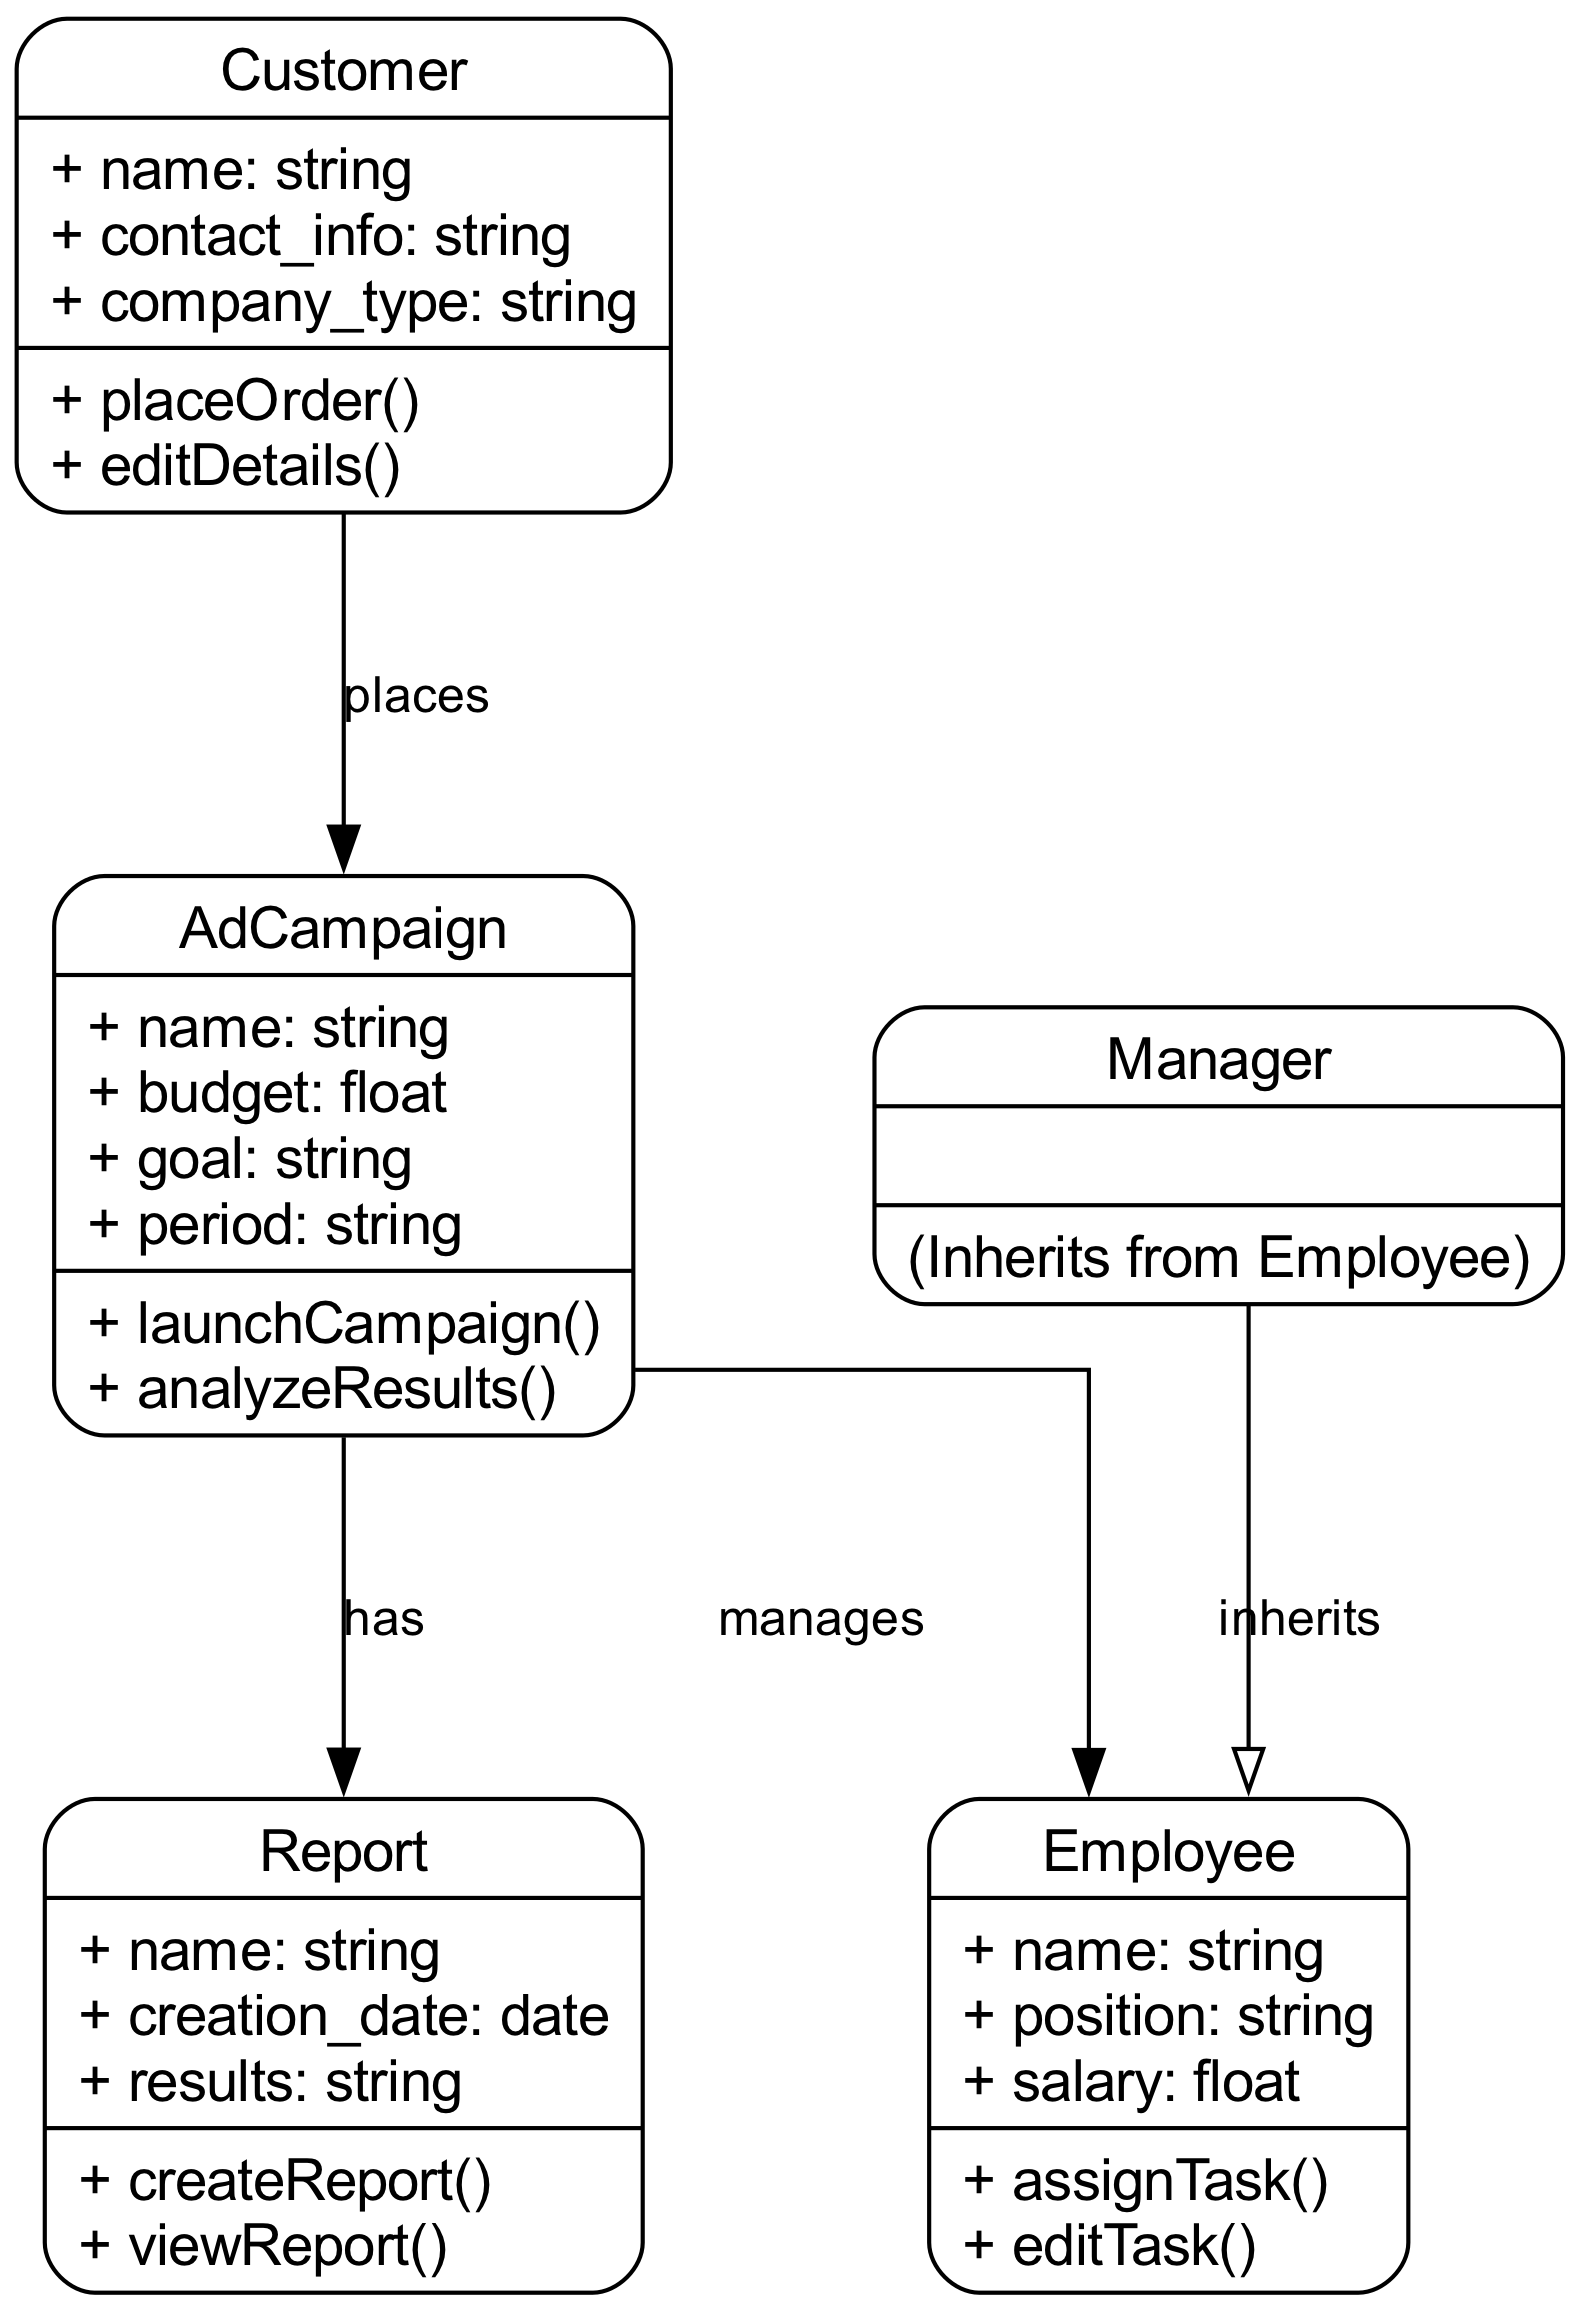 Customer
+ name: string
+ contact_info: string
+ company_type: string
+ placeOrder()
+ editDetails()
places
AdCampaign
+ name: string
+ budget: float
+ goal: string
+ period: string
+ launchCampaign()
+ analyzeResults()
Manager
(Inherits from Employee)
has
manages
inherits
Report
+ name: string
+ creation_date: date
+ results: string
+ createReport()
+ viewReport()
Employee
+ name: string
+ position: string
+ salary: float
+ assignTask()
+ editTask()